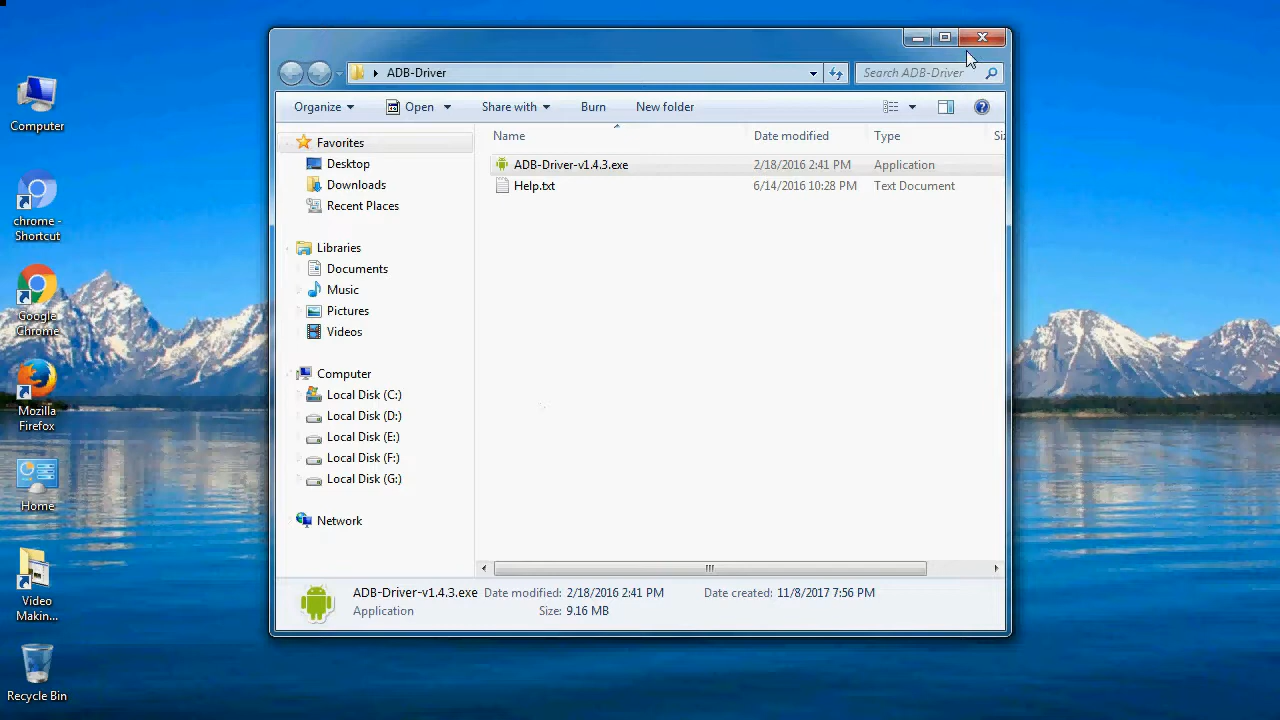 ADB-Driver
Search ADB-Driver
Organize
Open
Share with
Burn
New folder
Favorites
Desktop
Downloads
Recent Places
Libraries
Documents
Music
Pictures
Videos
Computer
Local Disk (C:)
Local Disk (D:)
Local Disk (E:)
Local Disk (F:)
Local Disk (G:)
Network
Name Date modified Type Siz
ADB-Driver-v1.4.3.exe 2/18/2016 2:41 PM Application
Help.txt 6/14/2016 10:28 PM Text Document
ADB-Driver-v1.4.3.exe Date modified: 2/18/2016 2:41 PM Date created: 11/8/2017 7:56 PM
Application Size: 9.16 MB
Computer
chrome -
Shortcut
Google
Chrome
Mozilla
Firefox
Home
Video
Makin...
Recycle Bin